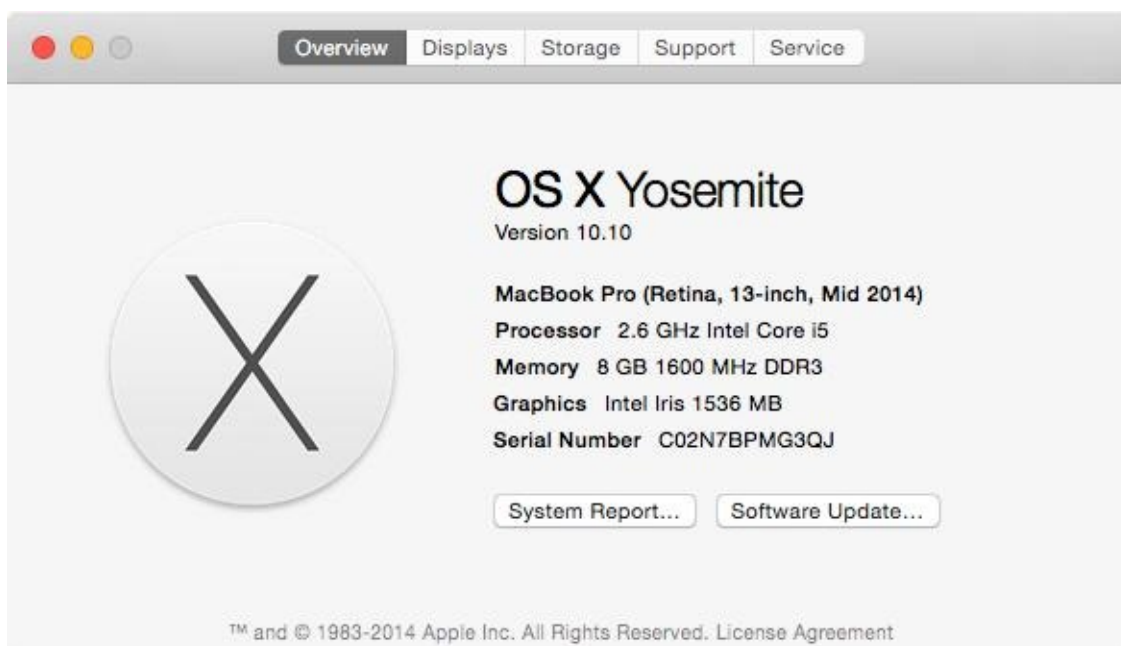 Overview Displays Storage Support Service
OS X Yosemite
Version 10.10
MacBook Pro (Retina, 13-inch, Mid 2014)
Processor 2.6 GHz Intel Core i5
Memory 8 GB 1600 MHz DDR3
Graphics Intel Iris 1536 MB
Serial Number C02N7BPMG3QJ
System Report... Software Update...
™ and © 1983-2014 Apple Inc. All Rights Reserved. License Agreement